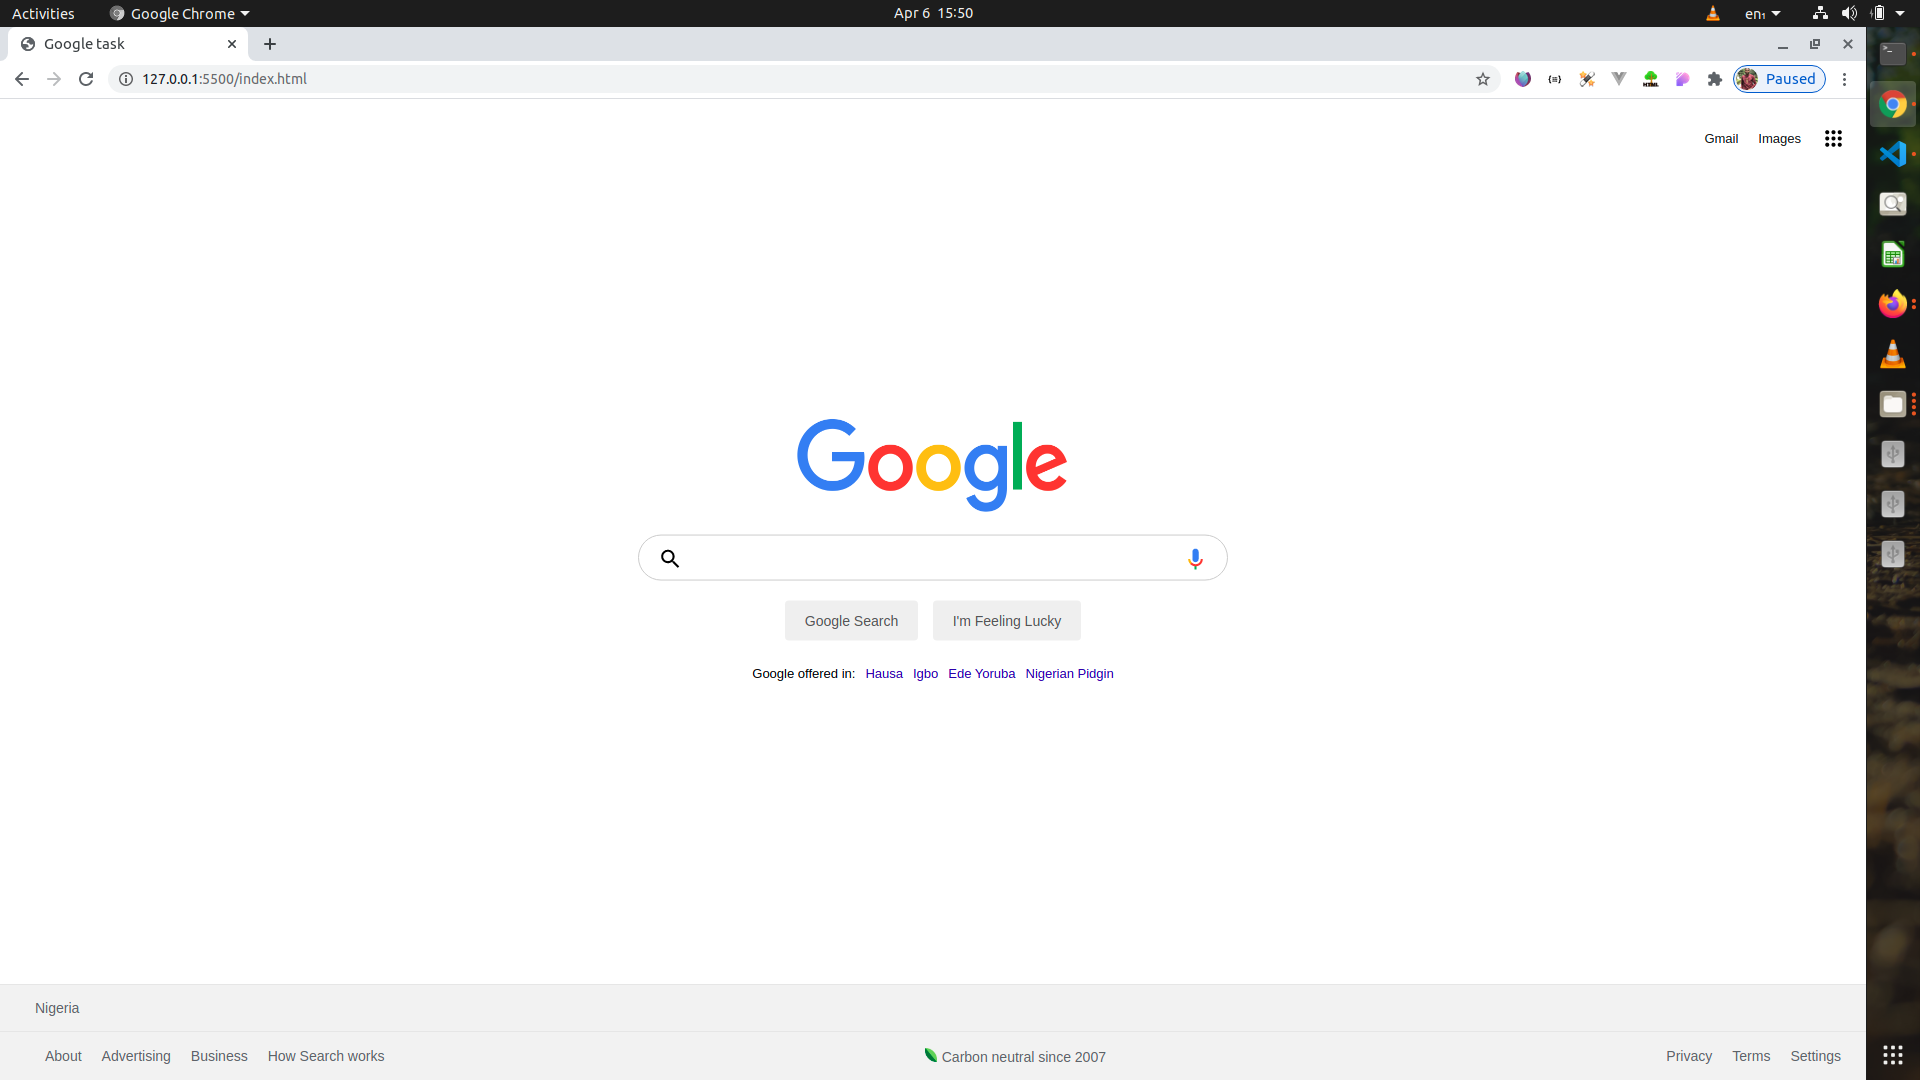 Activities Google Chrome Apr 6 15:50 en₁
Google task
127.0.0.1:5500/index.html Paused
Gmail Images
Google
Google Search I'm Feeling Lucky
Google offered in: Hausa Igbo Ede Yoruba Nigerian Pidgin
Nigeria
About Advertising Business How Search works Carbon neutral since 2007 Privacy Terms Settings